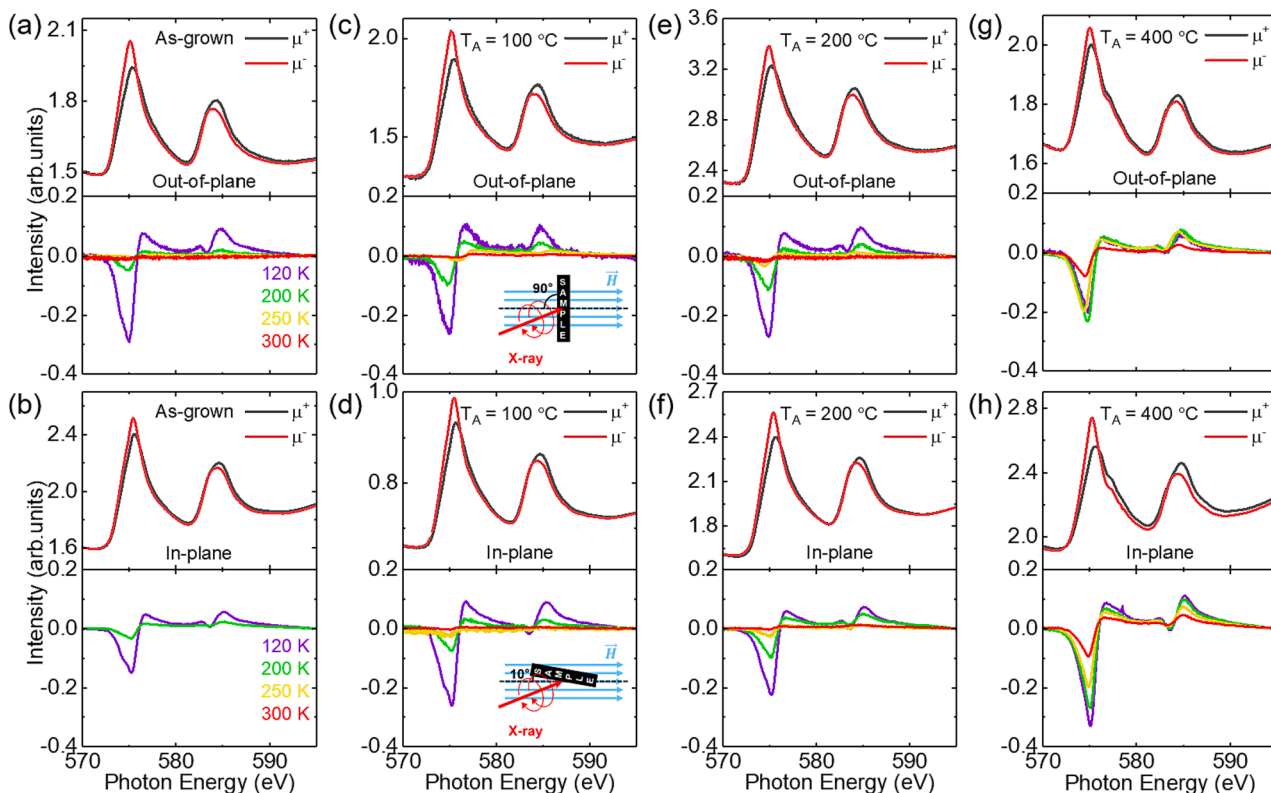 (a)
As-grown
μ+
μ-
Out-of-plane
2.1
1.8
1.5
0.2
0.0
-0.2
-0.4
120 K
200 K
250 K
300 K
Intensity (arb.units)
(c)
TA = 100 °C
μ+
μ-
Out-of-plane
2.0
1.5
0.2
0.0
-0.2
-0.4
90°
SAMPLE
H
X-ray
(e)
TA = 200 °C
μ+
μ-
Out-of-plane
3.6
3.3
3.0
2.7
2.4
0.2
0.0
-0.2
-0.4
(g)
TA = 400 °C
μ+
μ-
Out-of-plane
2.0
1.8
1.6
0.2
0.0
-0.2
-0.4
(b)
As-grown
μ+
μ-
In-plane
2.4
2.0
1.6
0.2
0.0
-0.2
-0.4
120 K
200 K
250 K
300 K
Intensity (arb.units)
570 580 590
Photon Energy (eV)
(d)
TA = 100 °C
μ+
μ-
In-plane
1.0
0.8
0.2
0.0
-0.2
-0.4
10°
SAMPLE
H
X-ray
570 580 590
Photon Energy (eV)
(f)
TA = 200 °C
μ+
μ-
In-plane
2.7
2.4
2.1
1.8
0.2
0.0
-0.2
-0.4
570 580 590
Photon Energy (eV)
(h)
TA = 400 °C
μ+
μ-
In-plane
2.8
2.4
2.0
0.2
0.0
-0.2
-0.4
570 580 590
Photon Energy (eV)